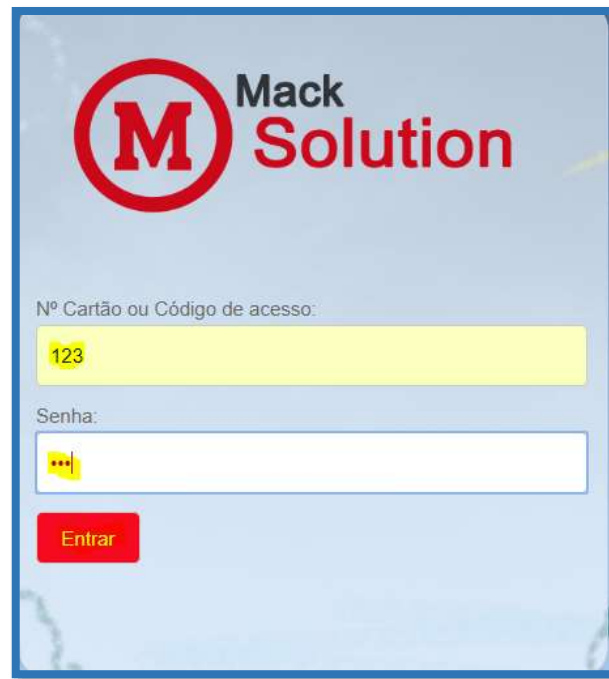 M
Mack
Solution
Nº Cartão ou Código de acesso:
123
Senha:
•••
Entrar